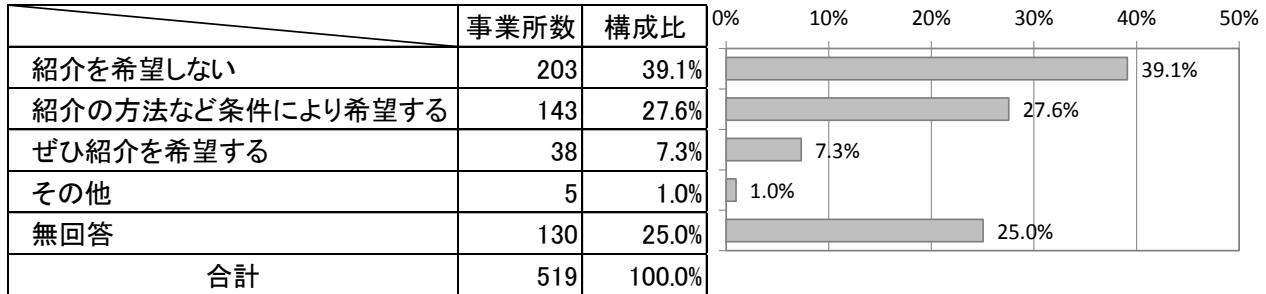 事業所数 構成比
紹介を希望しない 203 39.1%
紹介の方法など条件により希望する 143 27.6%
ぜひ紹介を希望する 38 7.3%
その他 5 1.0%
無回答 130 25.0%
合計 519 100.0%
0% 10% 20% 30% 40% 50%
39.1%
27.6%
7.3%
1.0%
25.0%